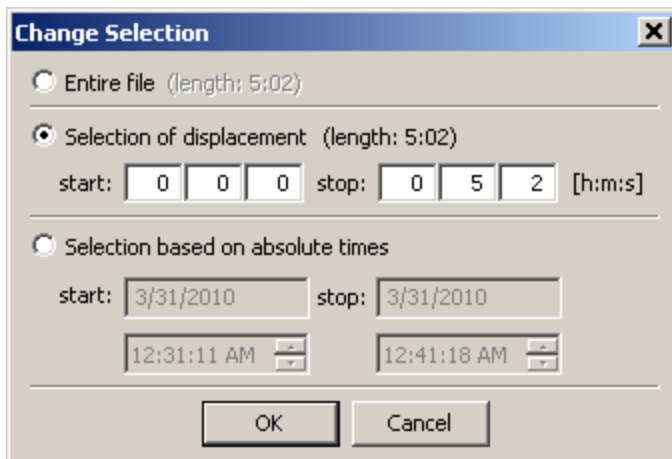 Change Selection
Entire file (length: 5:02)
Selection of displacement (length: 5:02)
start: 0 0 0 stop: 0 5 2 [h:m:s]
Selection based on absolute times
start: 3/31/2010 stop: 3/31/2010
12:31:11 AM 12:41:18 AM
OK Cancel